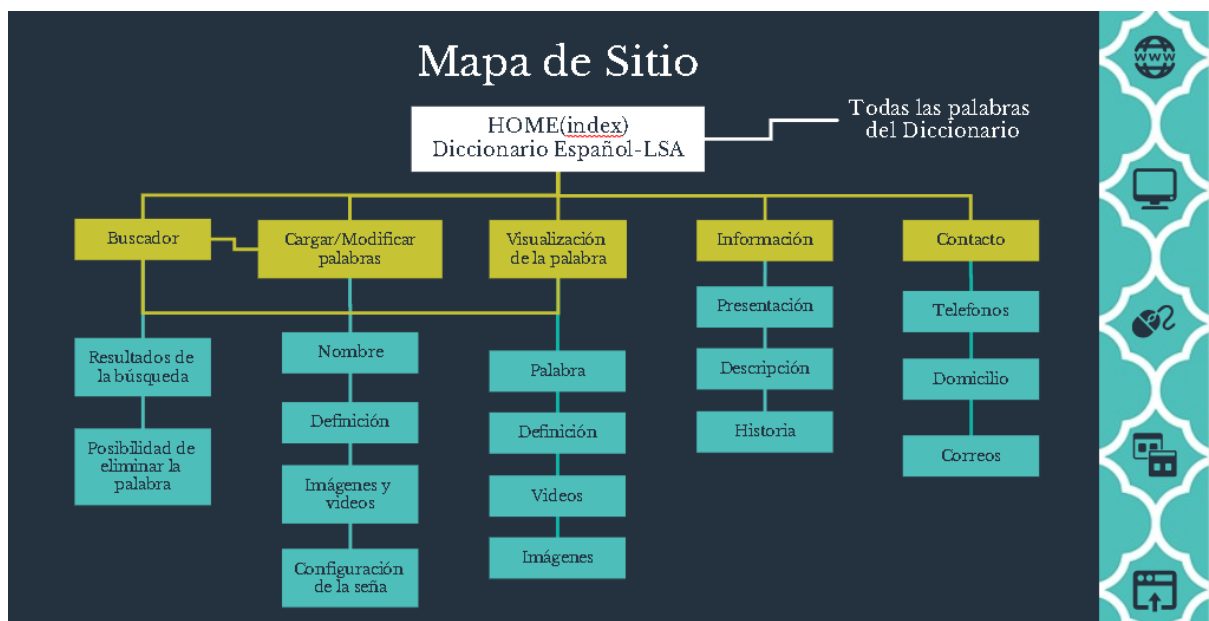 Mapa de Sitio
HOME(index)
Diccionario Español-LSA
Todas las palabras
del Diccionario
Buscador
Cargar/Modificar
palabras
Visualización
de la palabra
Información
Contacto
Resultados de
la búsqueda
Posibilidad de
eliminar la
palabra
Nombre
Definición
Imágenes y
videos
Configuración
de la seña
Palabra
Definición
Videos
Imágenes
Presentación
Descripción
Historia
Telefonos
Domicilio
Correos
WWW